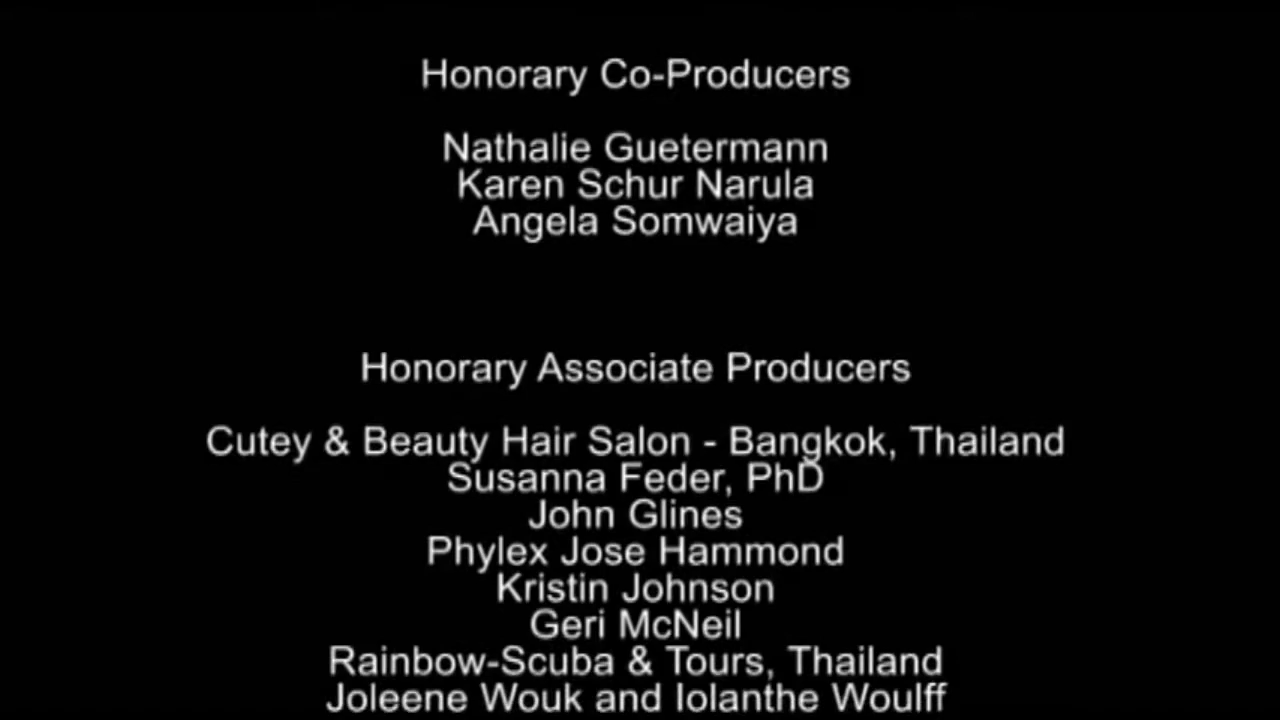 Honorary Co-Producers
Nathalie Guetermann
Karen Schur Narula
Angela Somwaiya
Honorary Associate Producers
Cutey & Beauty Hair Salon - Bangkok, Thailand
Susanna Feder, PhD
John Glines
Phylex Jose Hammond
Kristin Johnson
Geri McNeil
Rainbow-Scuba & Tours, Thailand
Joleene Wouk and Iolanthe Woulff